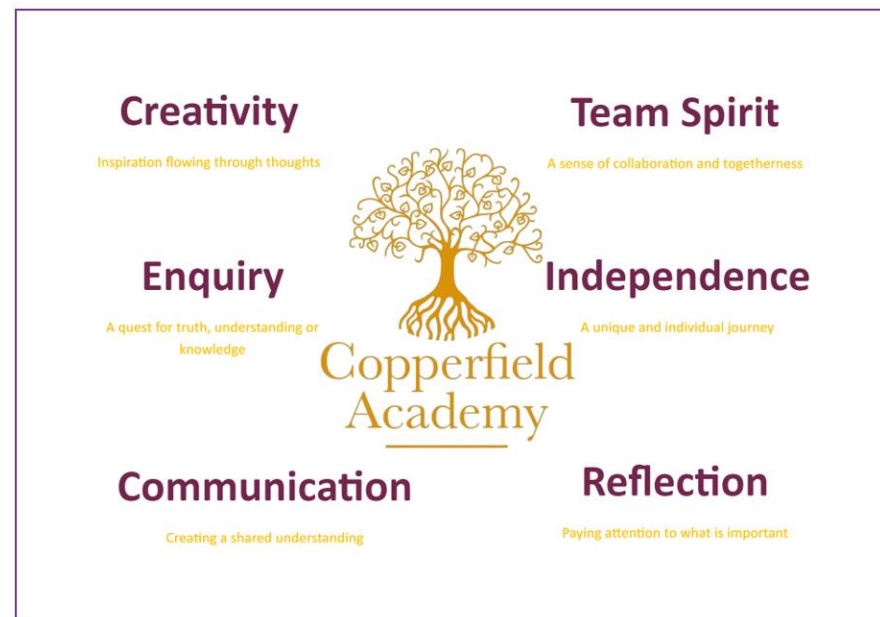 Creativity
Inspiration flowing through thoughts
Team Spirit
A sense of collaboration and togetherness
Enquiry
A quest for truth, understanding or
knowledge
Independence
A unique and individual journey
Copperfield
Academy
Communication
Creating a shared understanding
Reflection
Paying attention to what is important